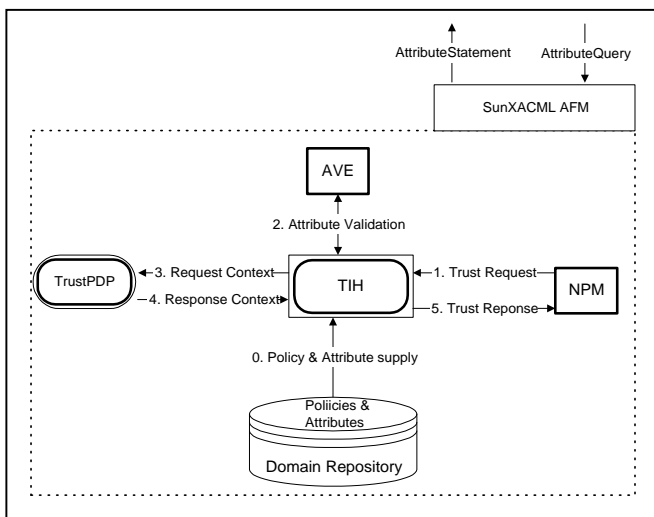 AttributeStatement
AttributeQuery
SunXACML AFM
AVE
2. Attribute Validation
TrustPDP
3. Request Context
4. Response Context
TIH
1. Trust Request
5. Trust Reponse
NPM
0. Policy & Attribute supply
Poliicies &
Attributes
Domain Repository